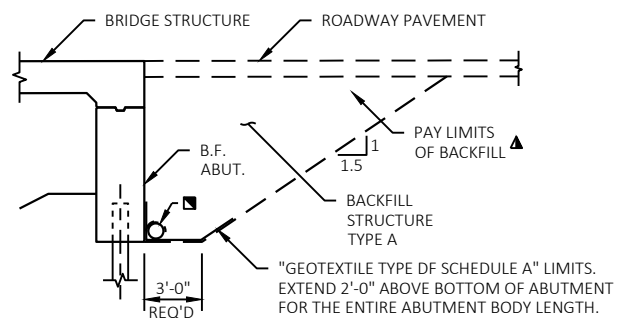 BRIDGE STRUCTURE
ROADWAY PAVEMENT
B.F.
ABUT.
1
1.5
PAY LIMITS
OF BACKFILL
BACKFILL
STRUCTURE
TYPE A
"GEOTEXTILE TYPE DF SCHEDULE A" LIMITS.
EXTEND 2'-0" ABOVE BOTTOM OF ABUTMENT
FOR THE ENTIRE ABUTMENT BODY LENGTH.
3'-0"
REQ'D